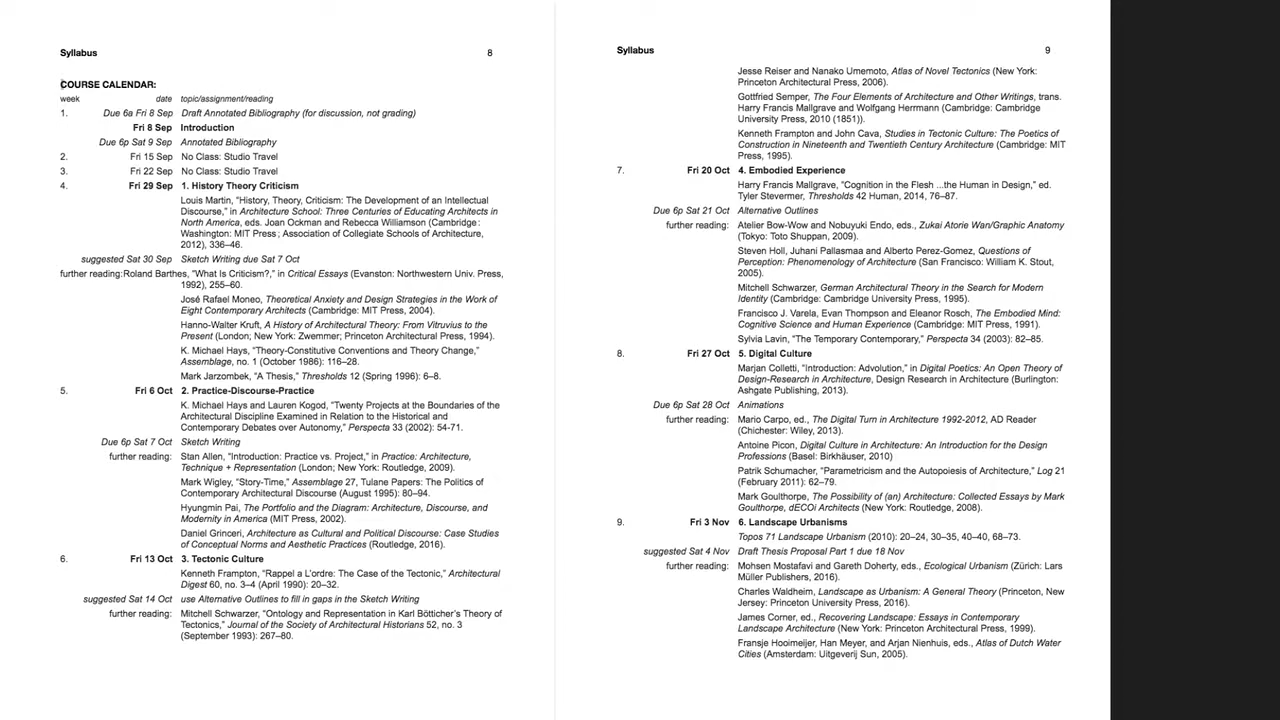 Syllabus 8
COURSE CALENDAR:
week date topic/assignment/reading
1. Due 6a Fri 8 Sep Draft Annotated Bibliography (for discussion, not grading)
Fri 8 Sep Introduction
Due 6p Sat 9 Sep Annotated Bibliography
2. Fri 15 Sep No Class: Studio Travel
3. Fri 22 Sep No Class: Studio Travel
4. Fri 29 Sep 1. History Theory Criticism
Louis Martin, "History, Theory, Criticism: The Development of an Intellectual
Discourse," in Architecture School: Three Centuries of Educating Architects in
North America, eds. Joan Ockman and Rebecca Williamson (Cambridge :
Washington: MIT Press ; Association of Collegiate Schools of Architecture,
2012), 336–46.
suggested Sat 30 Sep Sketch Writing due Sat 7 Oct
further reading: Roland Barthes, "What Is Criticism?," in Critical Essays (Evanston: Northwestern Univ. Press,
1992), 255–60.
José Rafael Moneo, Theoretical Anxiety and Design Strategies in the Work of
Eight Contemporary Architects (Cambridge: MIT Press, 2004).
Hanno-Walter Kruft, A History of Architectural Theory: From Vitruvius to the
Present (London; New York: Zwemmer; Princeton Architectural Press, 1994).
K. Michael Hays, "Theory-Constitutive Conventions and Theory Change,"
Assemblage, no. 1 (October 1986): 116–28.
Mark Jarzombek, "A Thesis," Thresholds 12 (Spring 1996): 6–8.
5. Fri 6 Oct 2. Practice-Discourse-Practice
K. Michael Hays and Lauren Kogod, "Twenty Projects at the Boundaries of the
Architectural Discipline Examined in Relation to the Historical and
Contemporary Debates over Autonomy," Perspecta 33 (2002): 54-71.
Due 6p Sat 7 Oct Sketch Writing
further reading: Stan Allen, "Introduction: Practice vs. Project," in Practice: Architecture,
Technique + Representation (London; New York: Routledge, 2009).
Mark Wigley, "Story-Time," Assemblage 27, Tulane Papers: The Politics of
Contemporary Architectural Discourse (August 1995): 80–94.
Hyungmin Pai, The Portfolio and the Diagram: Architecture, Discourse, and
Modernity in America (MIT Press, 2002).
Daniel Grinceri, Architecture as Cultural and Political Discourse: Case Studies
of Conceptual Norms and Aesthetic Practices (Routledge, 2016).
6. Fri 13 Oct 3. Tectonic Culture
Kenneth Frampton, "Rappel a L'ordre: The Case of the Tectonic," Architectural
Digest 60, no. 3–4 (April 1990): 20–32.
suggested Sat 14 Oct use Alternative Outlines to fill in gaps in the Sketch Writing
further reading: Mitchell Schwarzer, "Ontology and Representation in Karl Bötticher's Theory of
Tectonics," Journal of the Society of Architectural Historians 52, no. 3
(September 1993): 267–80.
Syllabus 9
Jesse Reiser and Nanako Umemoto, Atlas of Novel Tectonics (New York:
Princeton Architectural Press, 2006).
Gottfried Semper, The Four Elements of Architecture and Other Writings, trans.
Harry Francis Mallgrave and Wolfgang Herrmann (Cambridge: Cambridge
University Press, 2010 (1851)).
Kenneth Frampton and John Cava, Studies in Tectonic Culture: The Poetics of
Construction in Nineteenth and Twentieth Century Architecture (Cambridge: MIT
Press, 1995).
7. Fri 20 Oct 4. Embodied Experience
Harry Francis Mallgrave, "Cognition in the Flesh ...the Human in Design," ed.
Tyler Stevermer, Thresholds 42 Human, 2014, 76–87.
Due 6p Sat 21 Oct Alternative Outlines
further reading: Atelier Bow-Wow and Nobuyuki Endo, eds., Zukai Atorie Wan/Graphic Anatomy
(Tokyo: Toto Shuppan, 2009).
Steven Holl, Juhani Pallasmaa and Alberto Perez-Gomez, Questions of
Perception: Phenomenology of Architecture (San Francisco: William K. Stout,
2005).
Mitchell Schwarzer, German Architectural Theory in the Search for Modern
Identity (Cambridge: Cambridge University Press, 1995).
Francisco J. Varela, Evan Thompson and Eleanor Rosch, The Embodied Mind:
Cognitive Science and Human Experience (Cambridge: MIT Press, 1991).
Sylvia Lavin, "The Temporary Contemporary," Perspecta 34 (2003): 82–85.
8. Fri 27 Oct 5. Digital Culture
Marjan Colletti, "Introduction: Advolution," in Digital Poetics: An Open Theory of
Design-Research in Architecture, Design Research in Architecture (Burlington:
Ashgate Publishing, 2013).
Due 6p Sat 28 Oct Animations
further reading: Mario Carpo, ed., The Digital Turn in Architecture 1992-2012, AD Reader
(Chichester: Wiley, 2013).
Antoine Picon, Digital Culture in Architecture: An Introduction for the Design
Professions (Basel: Birkhäuser, 2010)
Patrik Schumacher, "Parametricism and the Autopoiesis of Architecture," Log 21
(February 2011): 62–79.
Mark Goulthorpe, The Possibility of (an) Architecture: Collected Essays by Mark
Goulthorpe, dECOi Architects (New York: Routledge, 2008).
9. Fri 3 Nov 6. Landscape Urbanisms
Topos 71 Landscape Urbanism (2010): 20–24, 30–35, 40–40, 68–73.
suggested Sat 4 Nov Draft Thesis Proposal Part 1 due 18 Nov
further reading: Mohsen Mostafavi and Gareth Doherty, eds., Ecological Urbanism (Zürich: Lars
Müller Publishers, 2016).
Charles Waldheim, Landscape as Urbanism: A General Theory (Princeton, New
Jersey: Princeton University Press, 2016).
James Corner, ed., Recovering Landscape: Essays in Contemporary
Landscape Architecture (New York: Princeton Architectural Press, 1999).
Fransje Hooimeijer, Han Meyer, and Arjan Nienhuis, eds., Atlas of Dutch Water
Cities (Amsterdam: Uitgeverij Sun, 2005).